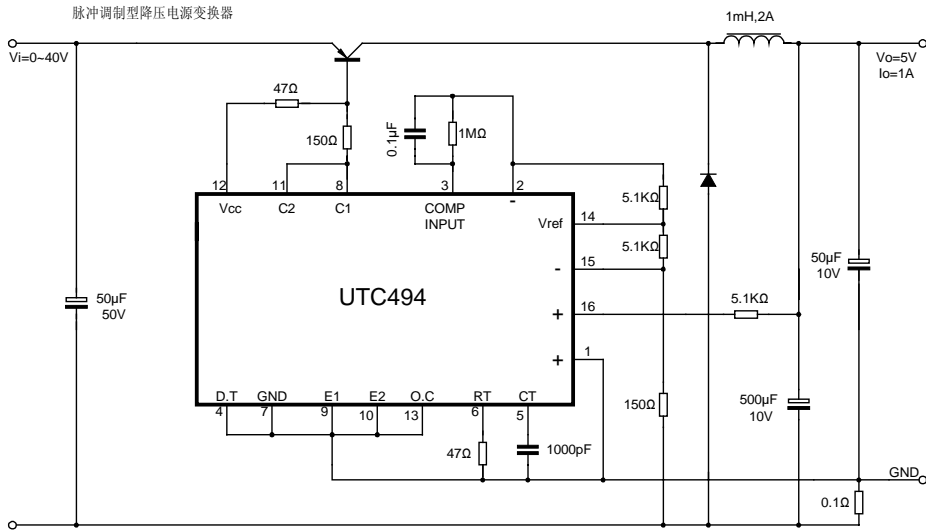 脉冲调制型降压电源变换器
1mH,2A
Vi=0~40V
Vo=5V
Io=1A
47Ω
150Ω
0.1μF
1MΩ
12
11
8
3
2
5.1KΩ
Vcc
C2
C1
COMP
INPUT
-
Vref
14
5.1KΩ
15
-
50μF
10V
50μF
50V
UTC494
16
+
5.1KΩ
1
+
D.T
GND
E1
E2
O.C
RT
CT
4
7
9
10
13
6
5
150Ω
500μF
10V
47Ω
1000pF
GND
0.1Ω